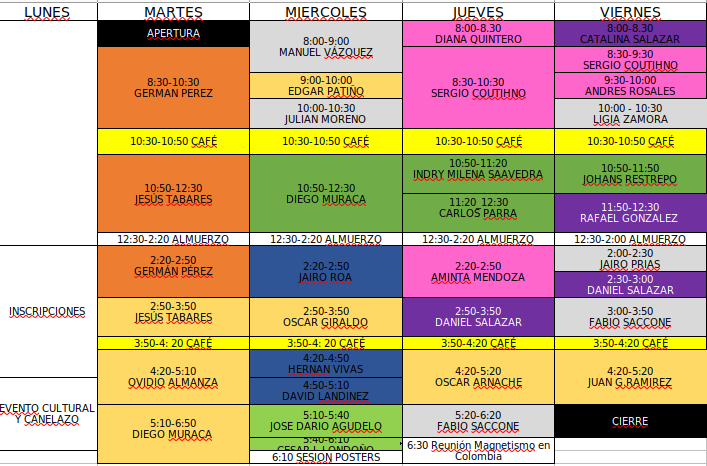 LUNES
MARTES
MIERCOLES
JUEVES
VIERNES
INSCRIPCIONES
EVENTO CULTURAL
Y CANELAZO
APERTURA
8:30-10:30
GERMAN PEREZ
10:30-10:50 CAFÉ
10:50-12:30
JESÚS TABARES
12:30-2:20 ALMUERZO
2:20-2:50
GERMÁN PÉREZ
2:50-3:50
JESÚS TABARES
3:50-4: 20 CAFÉ
4:20-5:10
OVIDIO ALMANZA
5:10-6:50
DIEGO MURACA
8:00-9:00
MANUEL VÁZQUEZ
9:00-10:00
EDGAR PATIÑO
10:00-10:30
JULIAN MORENO
10:30-10:50 CAFÉ
10:50-12:30
DIEGO MURACA
12:30-2:20 ALMUERZO
2:20-2:50
JAIRO ROA
2:50-3:50
OSCAR GIRALDO
3:50-4: 20 CAFÉ
4:20-4:50
HERNAN VIVAS
4:50-5:10
DAVID LANDINEZ
5:10-5:40
JOSE DARIO AGUDELO
5:40-6:10
CESAR L. LONDOÑO
6:10 SESION POSTERS
8:00-8.30
DIANA QUINTERO
8:30-10:30
SERGIO COUTIHNO
10:30-10:50 CAFÉ
10:50-11:20
INDRY MILENA SAAVEDRA
11:20_12:30
CARLOS PARRA
12:30-2:20 ALMUERZO
2:20-2:50
AMINTA MENDOZA
2:50-3:50
DANIEL SALAZAR
3:50-4:20 CAFÉ
4:20-5:20
OSCAR ARNACHE
5:20-6:20
FABIO SACCONE
6:30 Reunión Magnetismo en
Colombia
8:00-8:30
CATALINA SALAZAR
8:30-9:30
SERGIO COUTIHNO
9:30-10:00
ANDRES ROSALES
10:00 - 10:30
LIGIA ZAMORA
10:30-10:50 CAFÉ
10:50-11:50
JOHANS RESTREPO
11:50-12:30
RAFAEL GONZALEZ
12:30-2:00 ALMUERZO
2:00-2:30
JAIRO PRIAS
2:30-3:00
DANIEL SALAZAR
3:00-3:50
FABIO SACCONE
3:50-4:20 CAFÉ
4:20-5:20
JUAN G.RAMIREZ
CIERRE